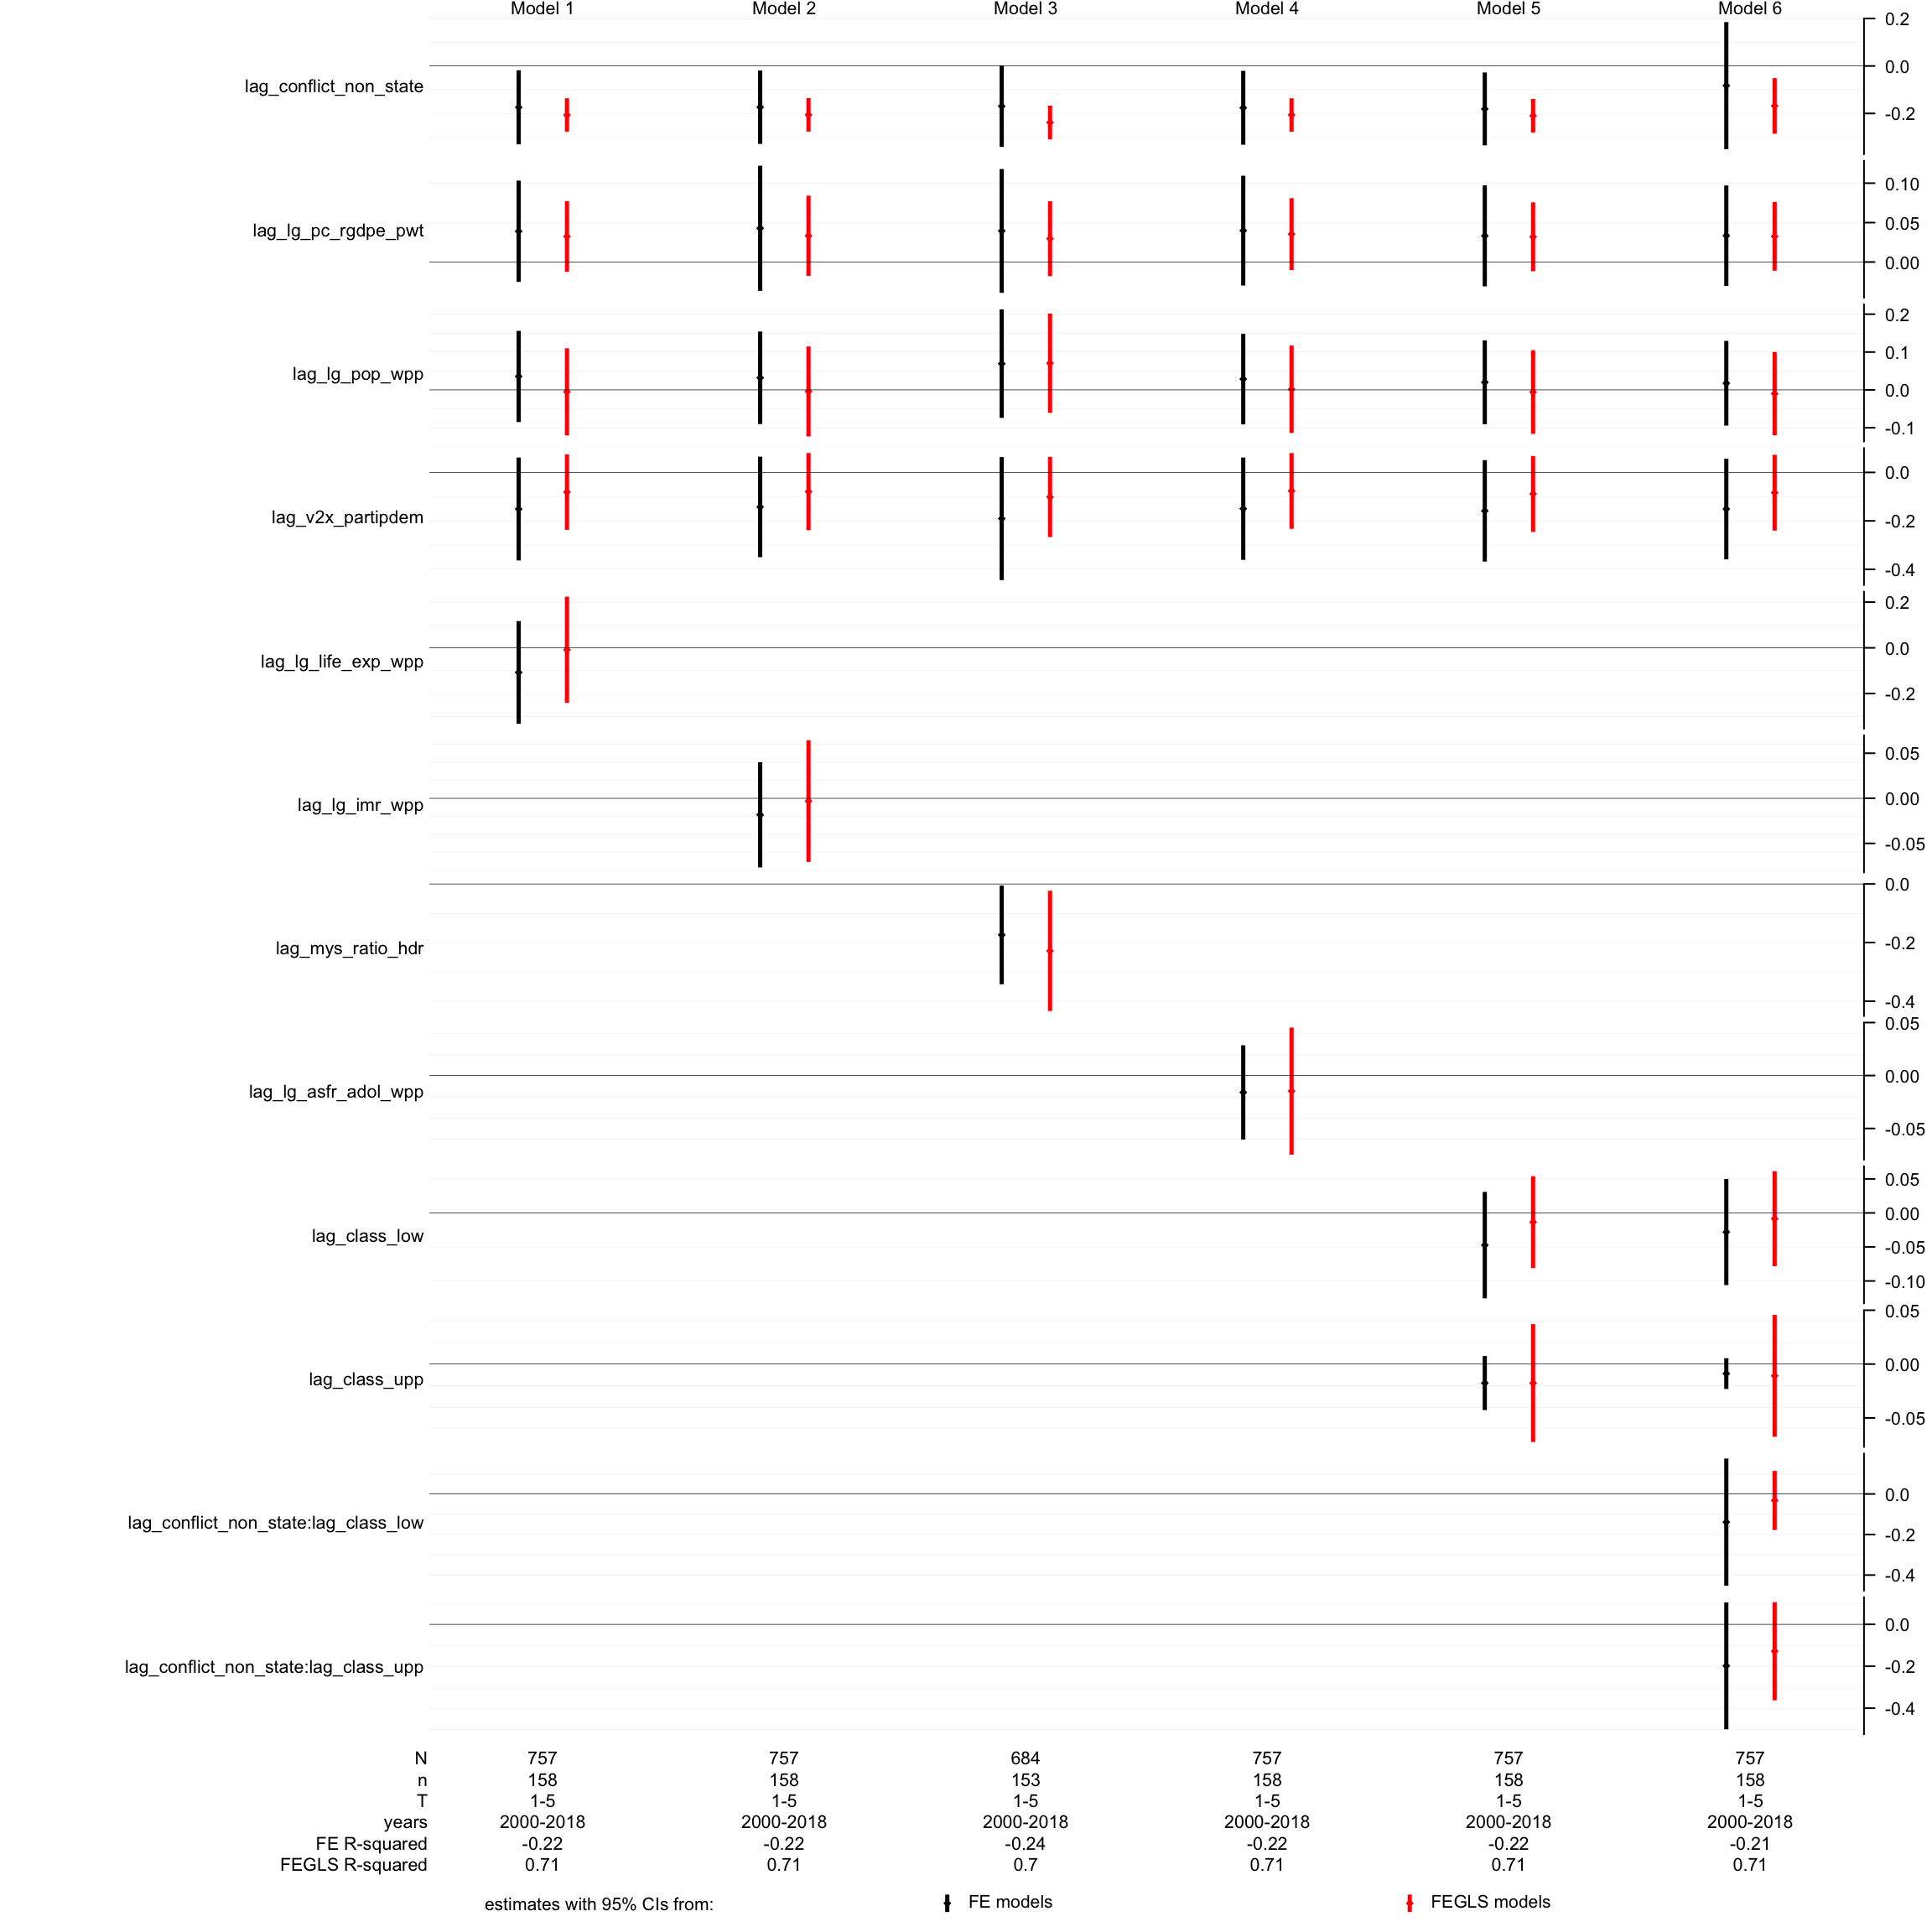 Model 1 Model 2 Model 3 Model 4 Model 5 Model 6
lag_conflict_non_state
0.2
0.0
-0.2
lag_lg_pc_rgdpe_pwt
0.10
0.05
0.00
lag_lg_pop_wpp
0.2
0.1
0.0
-0.1
lag_v2x_partipdem
0.0
-0.2
-0.4
lag_lg_life_exp_wpp
0.2
0.0
-0.2
lag_lg_imr_wpp
0.05
0.00
-0.05
lag_mys_ratio_hdr
0.0
-0.2
-0.4
lag_lg_asfr_adol_wpp
0.05
0.00
-0.05
lag_class_low
0.05
0.00
-0.05
-0.10
lag_class_upp
0.05
0.00
-0.05
lag_conflict_non_state:lag_class_low
0.0
-0.2
-0.4
lag_conflict_non_state:lag_class_upp
0.0
-0.2
-0.4
N 757 757 684 757 757 757
n 158 158 153 158 158 158
T 1-5 1-5 1-5 1-5 1-5 1-5
years 2000-2018 2000-2018 2000-2018 2000-2018 2000-2018 2000-2018
FE R-squared -0.22 -0.22 -0.24 -0.22 -0.22 -0.21
FEGLS R-squared 0.71 0.71 0.7 0.71 0.71 0.71
estimates with 95% CIs from: FE models FEGLS models